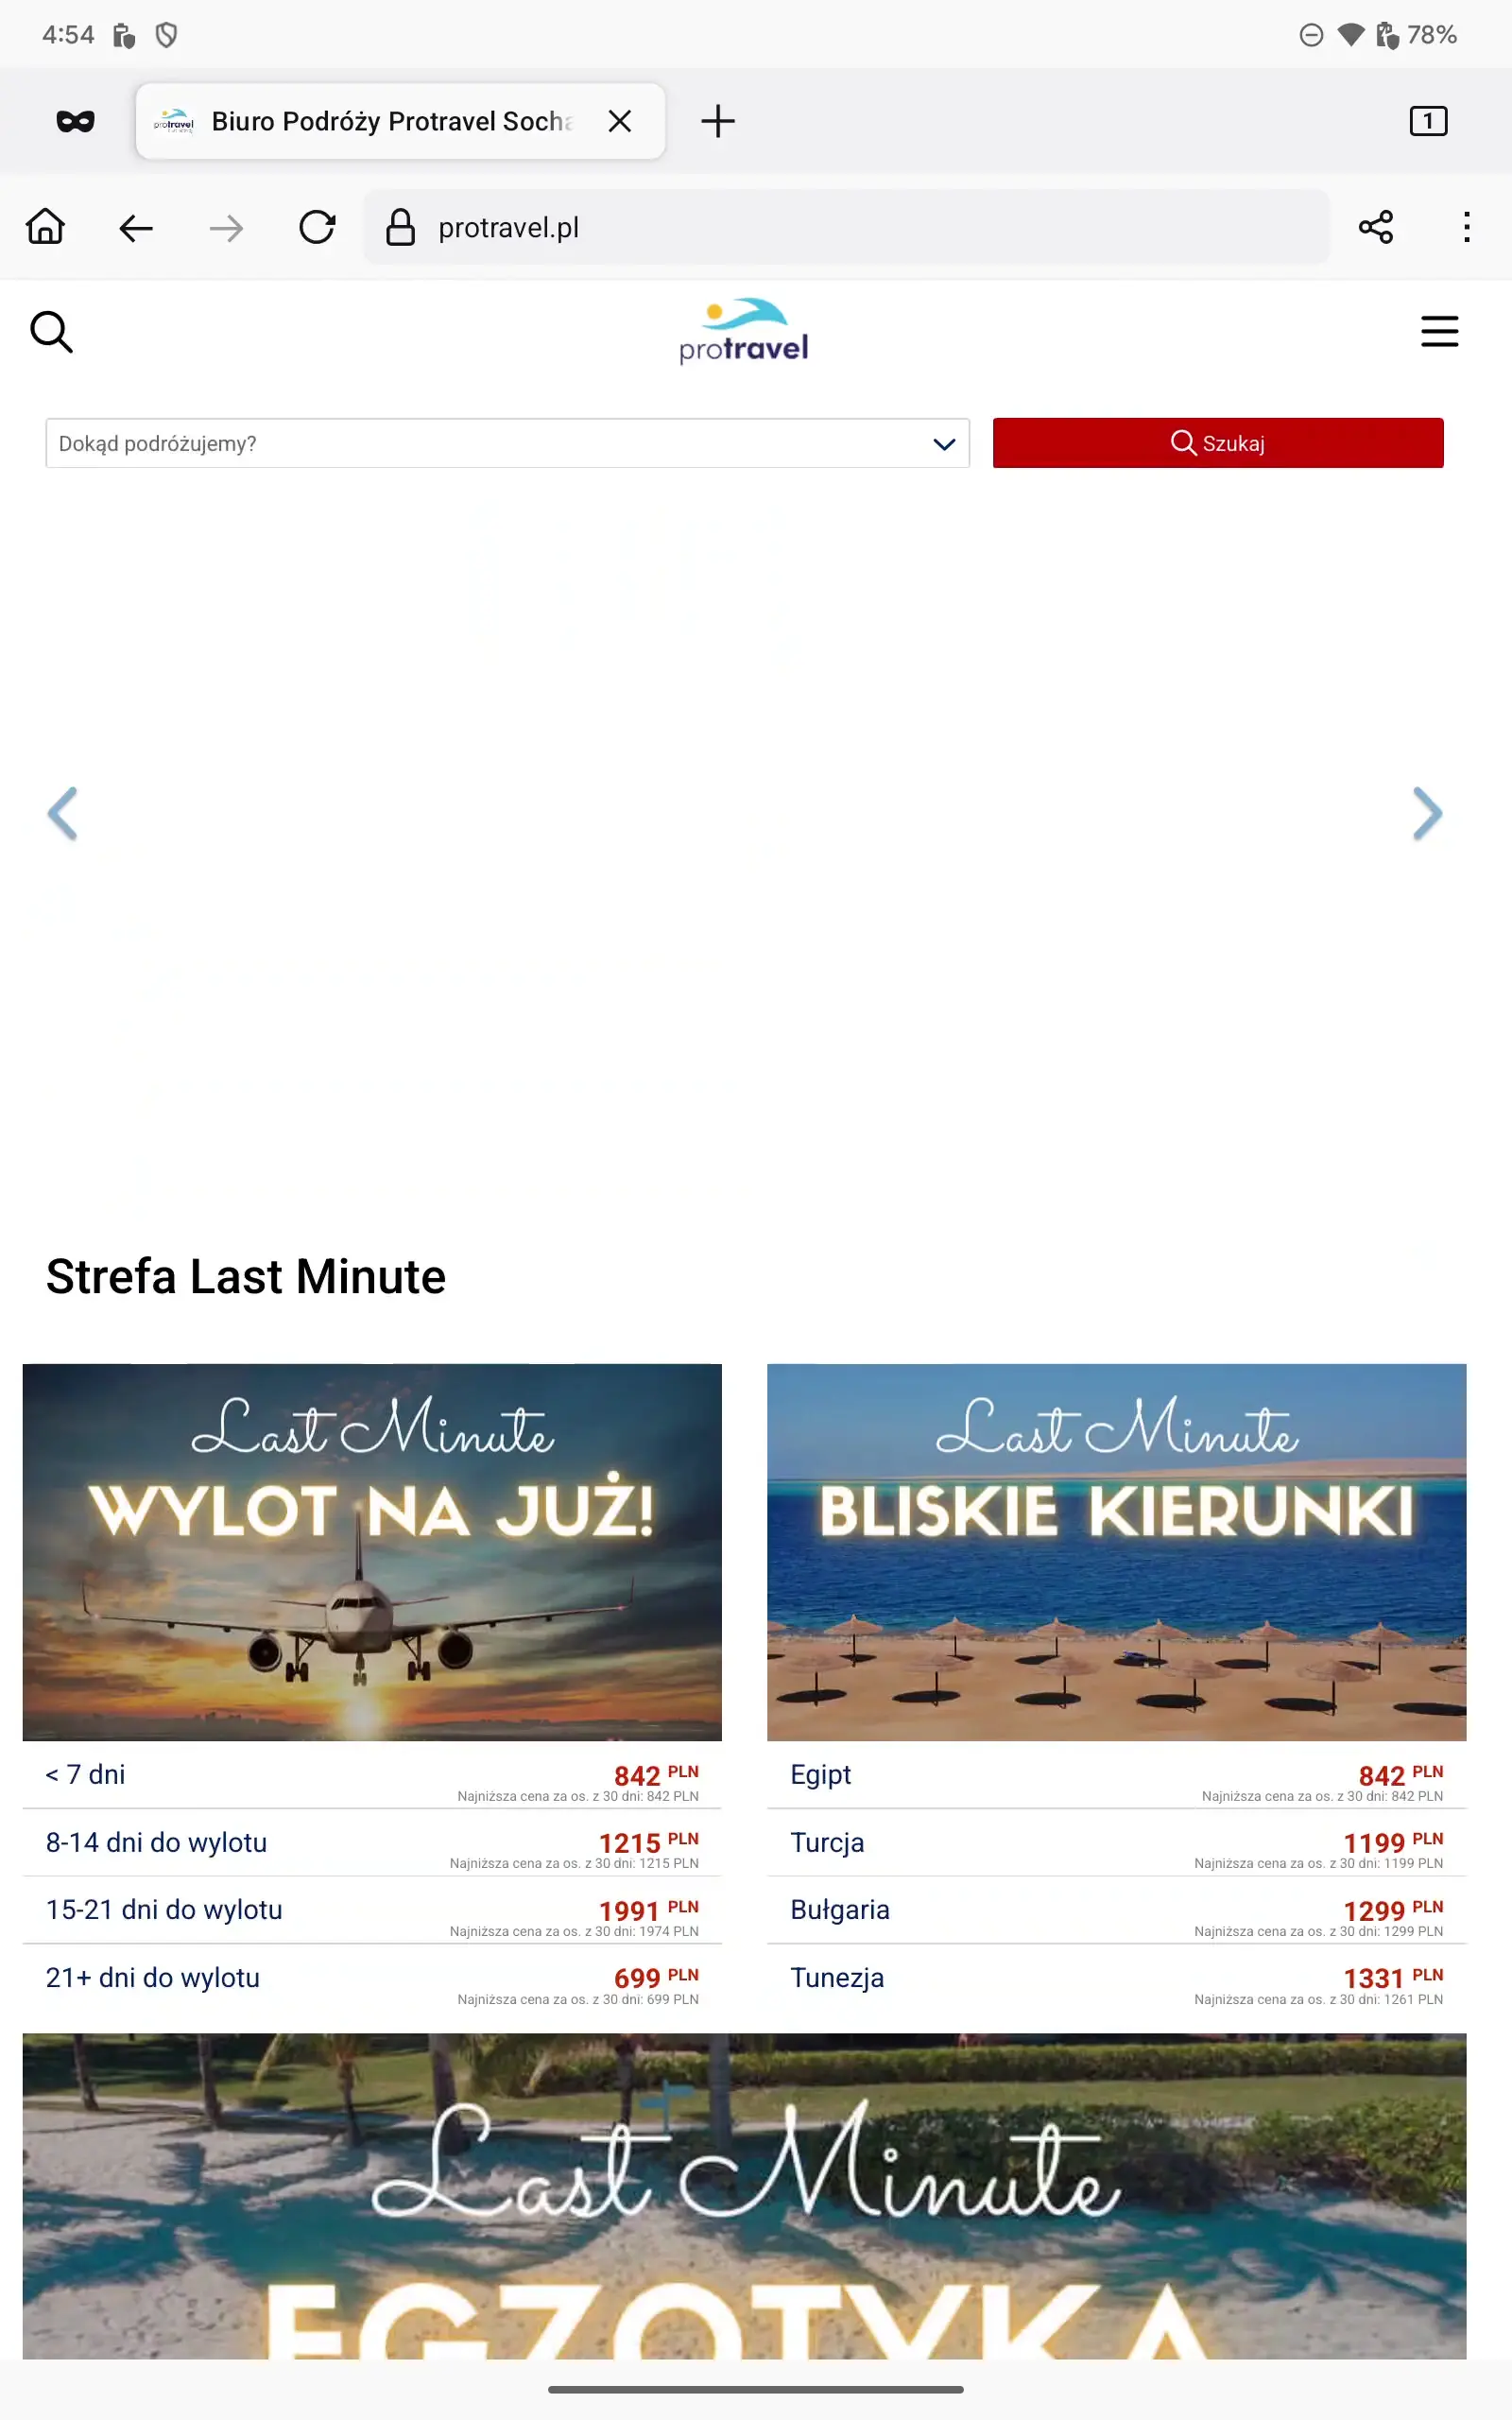 4:54
78%
Biuro Podróży Protravel Socha
1
protravel.pl
protravel
Dokąd podróżujemy?
Szukaj
Strefa Last Minute
Last Minute
WYLOT NA JUŻ!
< 7 dni
842 PLN
Najniższa cena za os. z 30 dni: 842 PLN
8-14 dni do wylotu
1215 PLN
Najniższa cena za os. z 30 dni: 1215 PLN
15-21 dni do wylotu
1991 PLN
Najniższa cena za os. z 30 dni: 1974 PLN
21+ dni do wylotu
699 PLN
Najniższa cena za os. z 30 dni: 699 PLN
Last Minute
BLISKIE KIERUNKI
Egipt
842 PLN
Najniższa cena za os. z 30 dni: 842 PLN
Turcja
1199 PLN
Najniższa cena za os. z 30 dni: 1199 PLN
Bułgaria
1299 PLN
Najniższa cena za os. z 30 dni: 1299 PLN
Tunezja
1331 PLN
Najniższa cena za os. z 30 dni: 1261 PLN
Last Minute
EGZOTYKA